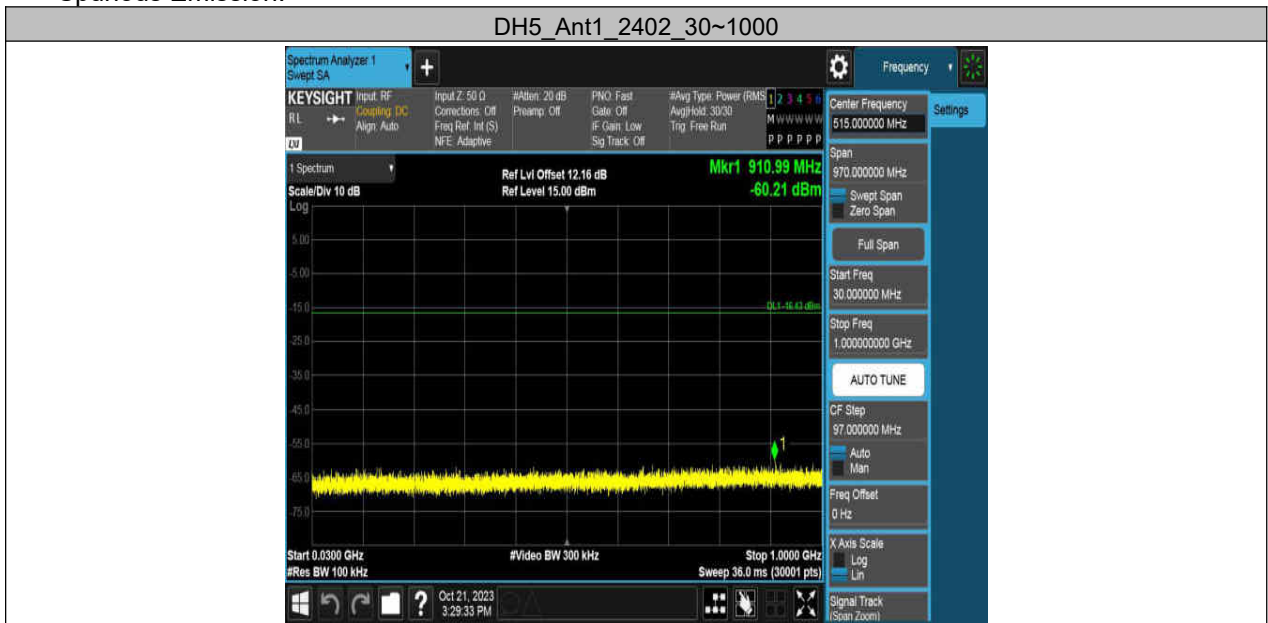 Spurious Emission:
DH5_Ant1_2402_30~1000
Spectrum Analyzer 1
Swept SA
+
Frequency
KEYSIGHT
RL
Input: RF
Coupling: DC
Align: Auto
Input Z: 50 Ω
Corrections: Off
Freq Ref: Int (S)
NFE: Adaptive
#Atten: 20 dB
Preamp: Off
PNO: Fast
Gate: Off
IF Gain: Low
Sig Track: Off
#Avg Type: Power (RMS
Avg|Hold: 30/30
Trig: Free Run
1 2 3 4 5 6
M W W W W W
P P P P P P
1 Spectrum
Scale/Div 10 dB
Log
Ref Lvl Offset 12.16 dB
Ref Level 15.00 dBm
Mkr1 910.99 MHz
-60.21 dBm
5.00
-5.00
-15.0
DL1 -16.43 dBm
-25.0
-35.0
-45.0
-55.0
1
-65.0
-75.0
Start 0.0300 GHz
#Res BW 100 kHz
#Video BW 300 kHz
Stop 1.0000 GHz
Sweep 36.0 ms (30001 pts)
?
Oct 21, 2023
3:29:33 PM
Center Frequency
515.000000 MHz
Settings
Span
970.000000 MHz
Swept Span
Zero Span
Full Span
Start Freq
30.000000 MHz
Stop Freq
1.000000000 GHz
AUTO TUNE
CF Step
97.000000 MHz
Auto
Man
Freq Offset
0 Hz
X Axis Scale
Log
Lin
Signal Track
(Span Zoom)